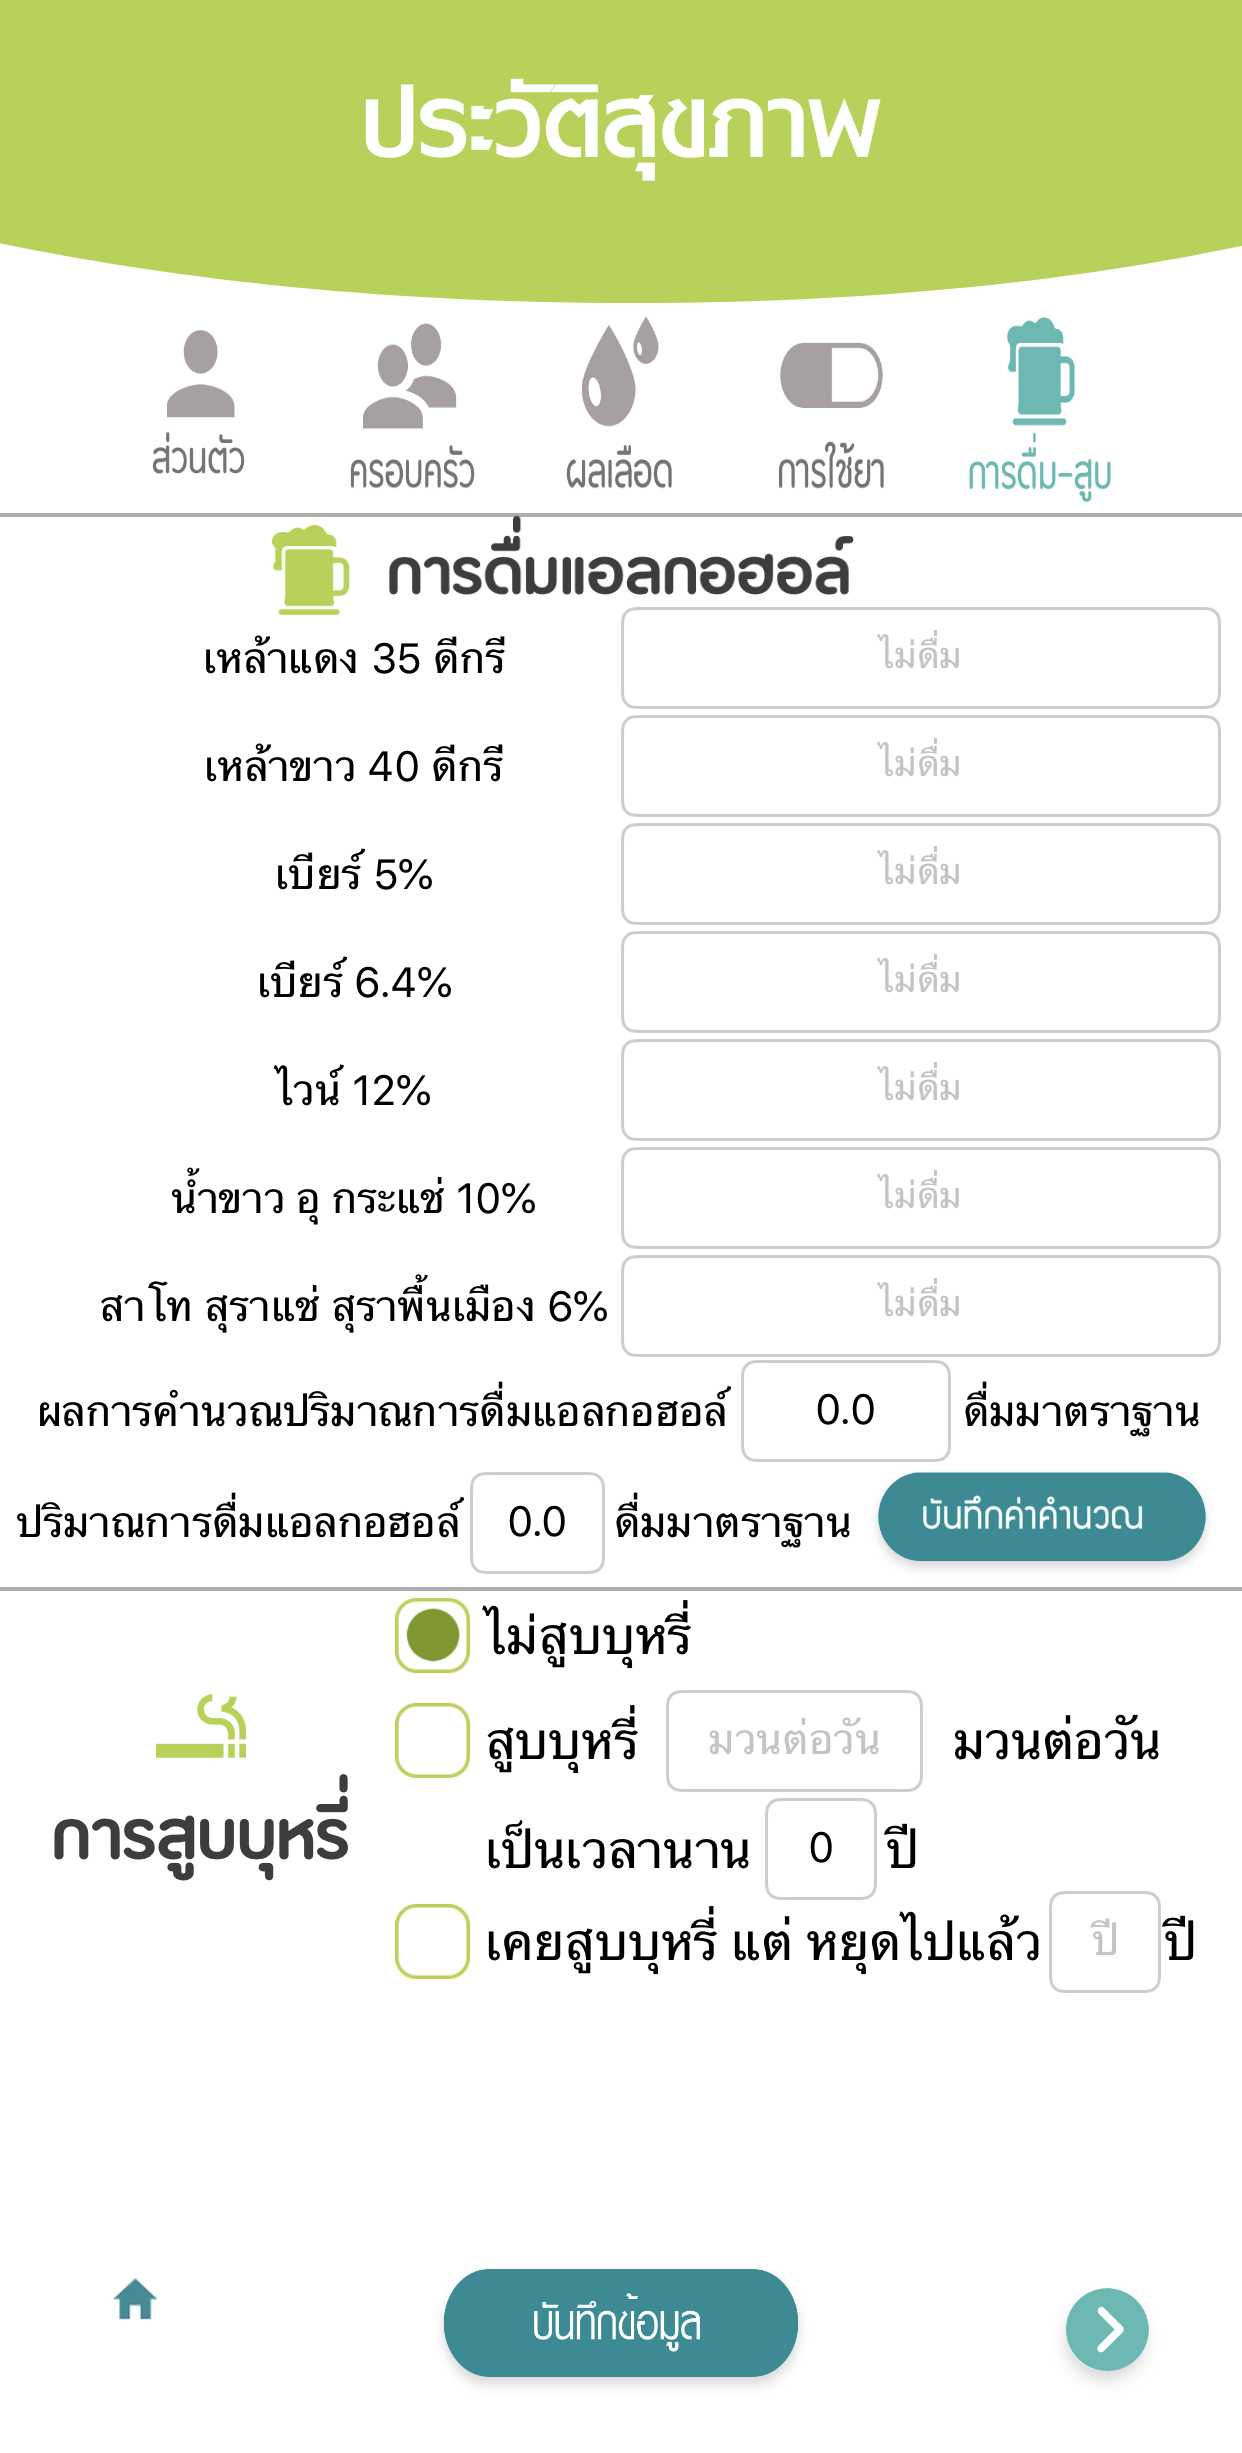 ประวัติสุขภาพ
ส่วนตัว ครอบครัว ผลเลือด การใช้ยา การดื่ม-สูบ
การดื่มแอลกอฮอล์
เหล้าแดง 35 ดีกรี ไม่ดื่ม
เหล้าขาว 40 ดีกรี ไม่ดื่ม
เบียร์ 5% ไม่ดื่ม
เบียร์ 6.4% ไม่ดื่ม
ไวน์ 12% ไม่ดื่ม
น้ำขาว อุ กระแช่ 10% ไม่ดื่ม
สาโท สุราแช่ สุราพื้นเมือง 6% ไม่ดื่ม
ผลการคำนวณปริมาณการดื่มแอลกอฮอล์ 0.0 ดื่มมาตราฐาน
ปริมาณการดื่มแอลกอฮอล์ 0.0 ดื่มมาตราฐาน บันทึกค่าคำนวณ
ไม่สูบบุหรี่
สูบบุหรี่ มวนต่อวัน มวนต่อวัน
การสูบบุหรี่
เป็นเวลานาน 0 ปี
เคยสูบบุหรี่ แต่ หยุดไปแล้ว ปี ปี
บันทึกข้อมูล